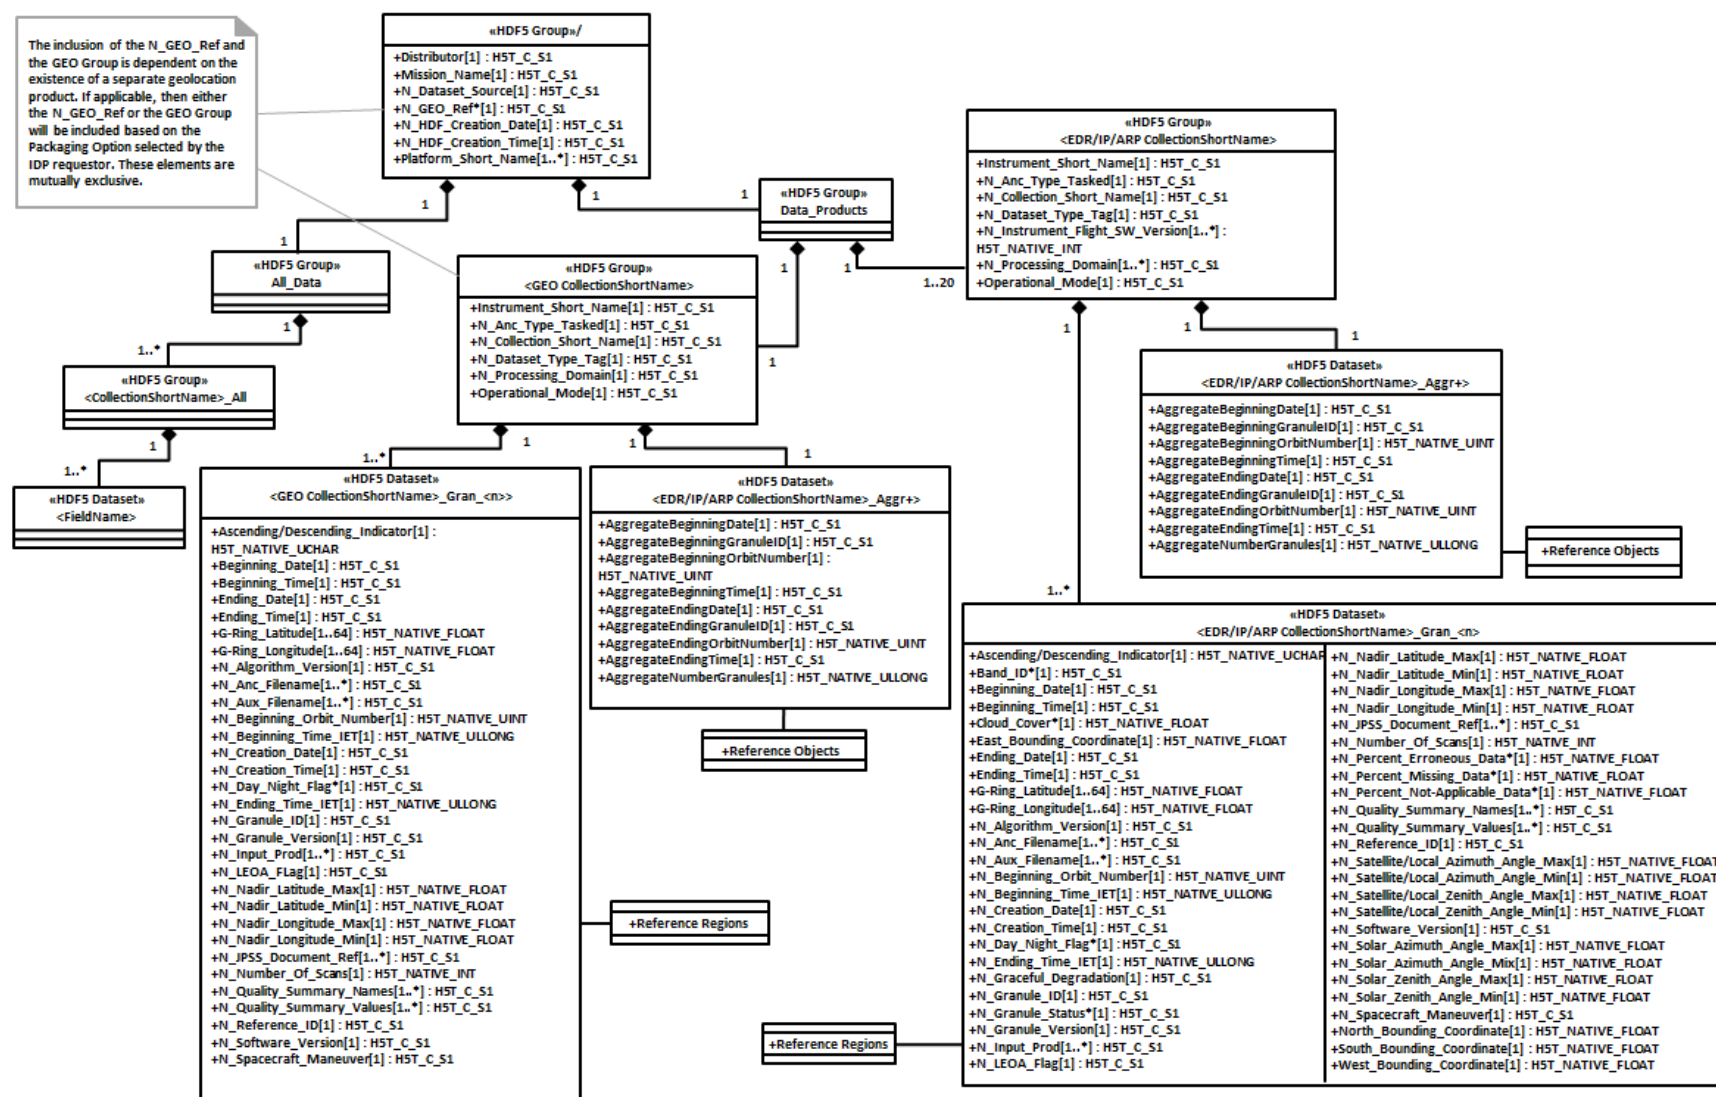 The inclusion of the N_GEO_Ref and
the GEO Group is dependent on the
existence of a separate geolocation
product. If applicable, then either
the N_GEO_Ref or the GEO Group
will be included based on the
Packaging Option selected by the
IDP requestor. These elements are
mutually exclusive.
«HDF5 Group»/
+Distributor[1] : H5T_C_S1
+Mission_Name[1] : H5T_C_S1
+N_Dataset_Source[1] : H5T_C_S1
+N_GEO_Ref*[1] : H5T_C_S1
+N_HDF_Creation_Date[1] : H5T_C_S1
+N_HDF_Creation_Time[1] : H5T_C_S1
+Platform_Short_Name[1..*] : H5T_C_S1
1
1
1
1
«HDF5 Group»
Data_Products
1
1
1..20
1
«HDF5 Group»
<EDR/IP/ARP CollectionShortName>
+Instrument_Short_Name[1] : H5T_C_S1
+N_Anc_Type_Tasked[1] : H5T_C_S1
+N_Collection_Short_Name[1] : H5T_C_S1
+N_Dataset_Type_Tag[1] : H5T_C_S1
+N_Instrument_Flight_SW_Version[1..*] :
H5T_NATIVE_INT
+N_Processing_Domain[1..*] : H5T_C_S1
+Operational_Mode[1] : H5T_C_S1
1
1
1
1..*
«HDF5 Group»
All_Data
1
1..*
«HDF5 Group»
<CollectionShortName>_All
1
1..*
«HDF5 Dataset»
<FieldName>
«HDF5 Group»
<GEO CollectionShortName>
+Instrument_Short_Name[1] : H5T_C_S1
+N_Anc_Type_Tasked[1] : H5T_C_S1
+N_Collection_Short_Name[1] : H5T_C_S1
+N_Dataset_Type_Tag[1] : H5T_C_S1
+N_Processing_Domain[1] : H5T_C_S1
+Operational_Mode[1] : H5T_C_S1
1
1..*
1
1
«HDF5 Dataset»
<GEO CollectionShortName>_Gran_<n>>
+Ascending/Descending_Indicator[1] :
H5T_NATIVE_UCHAR
+Beginning_Date[1] : H5T_C_S1
+Beginning_Time[1] : H5T_C_S1
+Ending_Date[1] : H5T_C_S1
+Ending_Time[1] : H5T_C_S1
+G-Ring_Latitude[1..64] : H5T_NATIVE_FLOAT
+G-Ring_Longitude[1..64] : H5T_NATIVE_FLOAT
+N_Algorithm_Version[1] : H5T_C_S1
+N_Anc_Filename[1..*] : H5T_C_S1
+N_Aux_Filename[1..*] : H5T_C_S1
+N_Beginning_Orbit_Number[1] : H5T_NATIVE_UINT
+N_Beginning_Time_IET[1] : H5T_NATIVE_ULLONG
+N_Creation_Date[1] : H5T_C_S1
+N_Creation_Time[1] : H5T_C_S1
+N_Day_Night_Flag*[1] : H5T_C_S1
+N_Ending_Time_IET[1] : H5T_NATIVE_ULLONG
+N_Granule_ID[1] : H5T_C_S1
+N_Granule_Version[1] : H5T_C_S1
+N_Input_Prod[1..*] : H5T_C_S1
+N_LEOA_FLag[1] : H5T_C_S1
+N_Nadir_Latitude_Max[1] : H5T_NATIVE_FLOAT
+N_Nadir_Latitude_Min[1] : H5T_NATIVE_FLOAT
+N_Nadir_Longitude_Max[1] : H5T_NATIVE_FLOAT
+N_Nadir_Longitude_Min[1] : H5T_NATIVE_FLOAT
+N_JPSS_Document_Ref[1..*] : H5T_C_S1
+N_Number_Of_Scans[1] : H5T_NATIVE_INT
+N_Quality_Summary_Names[1..*] : H5T_C_S1
+N_Quality_Summary_Values[1..*] : H5T_C_S1
+N_Reference_ID[1] : H5T_C_S1
+N_Software_Version[1] : H5T_C_S1
+N_Spacecraft_Maneuver[1] : H5T_C_S1
+Reference Regions
«HDF5 Dataset»
<EDR/IP/ARP CollectionShortName>_Aggr+>
+AggregateBeginningDate[1] : H5T_C_S1
+AggregateBeginningGranuleID[1] : H5T_C_S1
+AggregateBeginningOrbitNumber[1] :
H5T_NATIVE_UINT
+AggregateBeginningTime[1] : H5T_C_S1
+AggregateEndingDate[1] : H5T_C_S1
+AggregateEndingGranuleID[1] : H5T_C_S1
+AggregateEndingOrbitNumber[1] : H5T_NATIVE_UINT
+AggregateEndingTime[1] : H5T_C_S1
+AggregateNumberGranules[1] : H5T_NATIVE_ULLONG
+Reference Objects
«HDF5 Dataset»
<EDR/IP/ARP CollectionShortName>_Aggr+>
+AggregateBeginningDate[1] : H5T_C_S1
+AggregateBeginningGranuleID[1] : H5T_C_S1
+AggregateBeginningOrbitNumber[1] : H5T_NATIVE_UINT
+AggregateBeginningTime[1] : H5T_C_S1
+AggregateEndingDate[1] : H5T_C_S1
+AggregateEndingGranuleID[1] : H5T_C_S1
+AggregateEndingOrbitNumber[1] : H5T_NATIVE_UINT
+AggregateEndingTime[1] : H5T_C_S1
+AggregateNumberGranules[1] : H5T_NATIVE_ULLONG
+Reference Objects
«HDF5 Dataset»
<EDR/IP/ARP CollectionShortName>_Gran_<n>
+Ascending/Descending_Indicator[1] : H5T_NATIVE_UCHAR
+Band_ID*[1] : H5T_C_S1
+Beginning_Date[1] : H5T_C_S1
+Beginning_Time[1] : H5T_C_S1
+Cloud_Cover*[1] : H5T_NATIVE_FLOAT
+East_Bounding_Coordinate[1] : H5T_NATIVE_FLOAT
+Ending_Date[1] : H5T_C_S1
+Ending_Time[1] : H5T_C_S1
+G-Ring_Latitude[1..64] : H5T_NATIVE_FLOAT
+G-Ring_Longitude[1..64] : H5T_NATIVE_FLOAT
+N_Algorithm_Version[1] : H5T_C_S1
+N_Anc_Filename[1..*] : H5T_C_S1
+N_Aux_Filename[1..*] : H5T_C_S1
+N_Beginning_Orbit_Number[1] : H5T_NATIVE_UINT
+N_Beginning_Time_IET[1] : H5T_NATIVE_ULLONG
+N_Creation_Date[1] : H5T_C_S1
+N_Creation_Time[1] : H5T_C_S1
+N_Day_Night_Flag*[1] : H5T_C_S1
+N_Ending_Time_IET[1] : H5T_NATIVE_ULLONG
+N_Graceful_Degradation[1] : H5T_C_S1
+N_Granule_ID[1] : H5T_C_S1
+N_Granule_Status*[1] : H5T_C_S1
+N_Granule_Version[1] : H5T_C_S1
+N_Input_Prod[1..*] : H5T_C_S1
+N_LEOA_Flag[1] : H5T_C_S1
+N_Nadir_Latitude_Max[1] : H5T_NATIVE_FLOAT
+N_Nadir_Latitude_Min[1] : H5T_NATIVE_FLOAT
+N_Nadir_Longitude_Max[1] : H5T_NATIVE_FLOAT
+N_Nadir_Longitude_Min[1] : H5T_NATIVE_FLOAT
+N_JPSS_Document_Ref[1..*] : H5T_C_S1
+N_Number_Of_Scans[1] : H5T_NATIVE_INT
+N_Percent_Erroneous_Data*[1] : H5T_NATIVE_FLOAT
+N_Percent_Missing_Data*[1] : H5T_NATIVE_FLOAT
+N_Percent_Not-Applicable_Data*[1] : H5T_NATIVE_FLOAT
+N_Quality_Summary_Names[1..*] : H5T_C_S1
+N_Quality_Summary_Values[1..*] : H5T_C_S1
+N_Reference_ID[1] : H5T_C_S1
+N_Satellite/Local_Azimuth_Angle_Max[1] : H5T_NATIVE_FLOAT
+N_Satellite/Local_Azimuth_Angle_Min[1] : H5T_NATIVE_FLOAT
+N_Satellite/Local_Zenith_Angle_Max[1] : H5T_NATIVE_FLOAT
+N_Satellite/Local_Zenith_Angle_Min[1] : H5T_NATIVE_FLOAT
+N_Software_Version[1] : H5T_C_S1
+N_Solar_Azimuth_Angle_Max[1] : H5T_NATIVE_FLOAT
+N_Solar_Azimuth_Angle_Mix[1] : H5T_NATIVE_FLOAT
+N_Solar_Zenith_Angle_Max[1] : H5T_NATIVE_FLOAT
+N_Solar_Zenith_Angle_Min[1] : H5T_NATIVE_FLOAT
+N_Spacecraft_Maneuver[1] : H5T_C_S1
+North_Bounding_Coordinate[1] : H5T_NATIVE_FLOAT
+South_Bounding_Coordinate[1] : H5T_NATIVE_FLOAT
+West_Bounding_Coordinate[1] : H5T_NATIVE_FLOAT
+Reference Regions